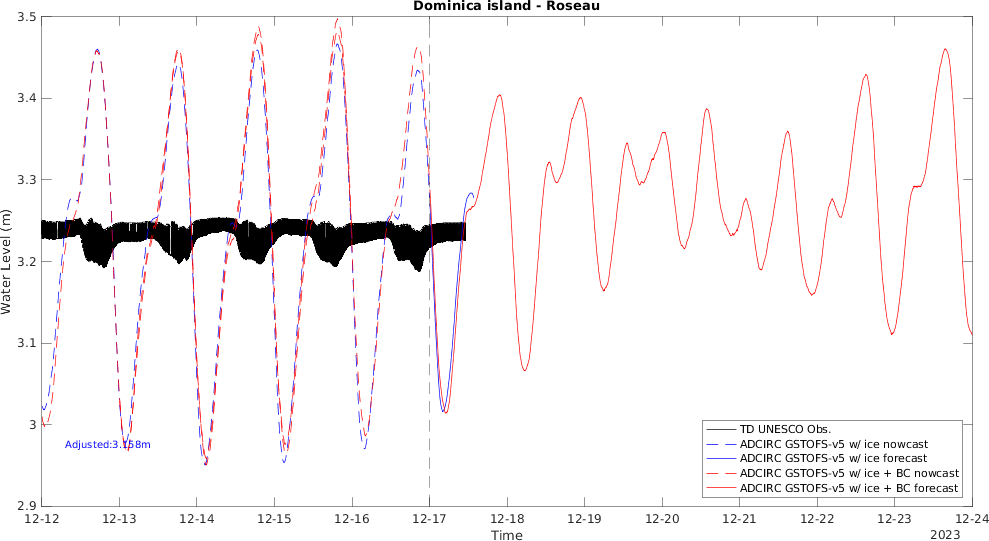 Dominica island - Roseau
3.5
3.4
3.3
3.2
3.1
3
2.9
Water Level (m)
Adjusted:3.158m
TD UNESCO Obs.
ADCIRC GSTOFS-v5 w/ ice nowcast
ADCIRC GSTOFS-v5 w/ ice forecast
ADCIRC GSTOFS-v5 w/ ice + BC nowcast
ADCIRC GSTOFS-v5 w/ ice + BC forecast
12-12 12-13 12-14 12-15 12-16 12-17 12-18 12-19 12-20 12-21 12-22 12-23 12-24
Time
2023